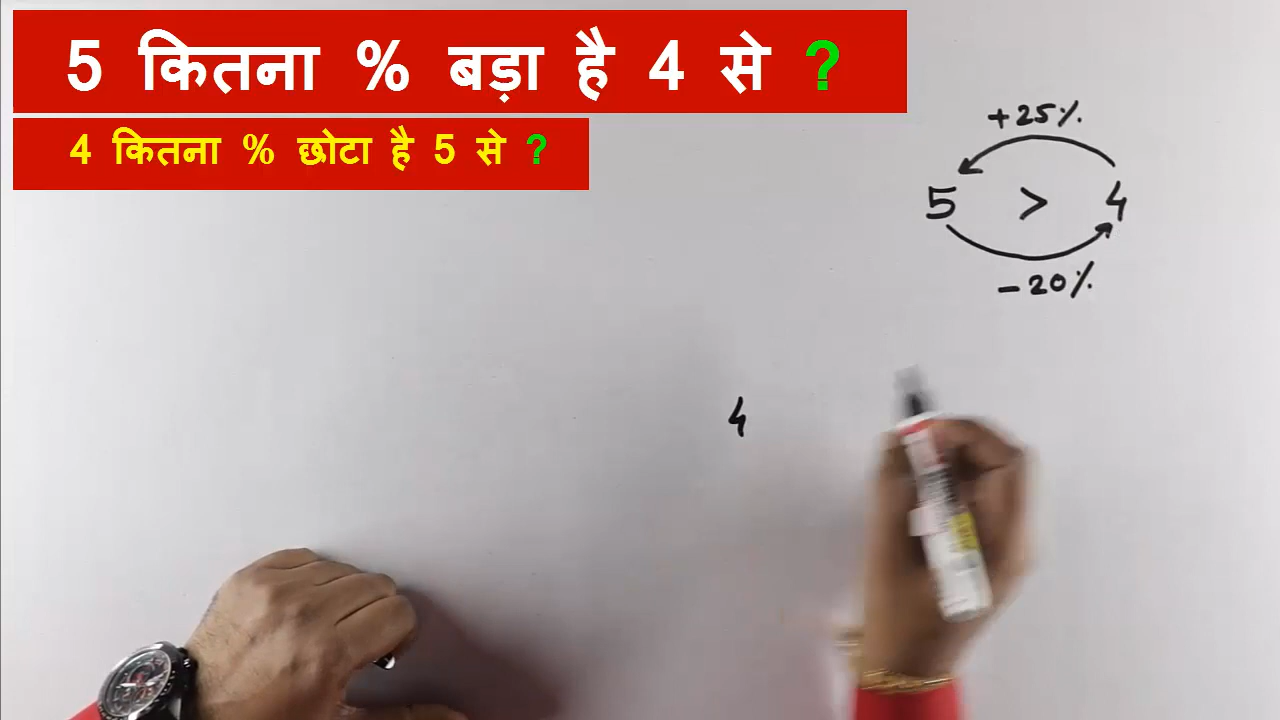 5 कितना % बड़ा है 4 से ?
4 कितना % छोटा है 5 से ?
+25%
5 > 4
-20%
4